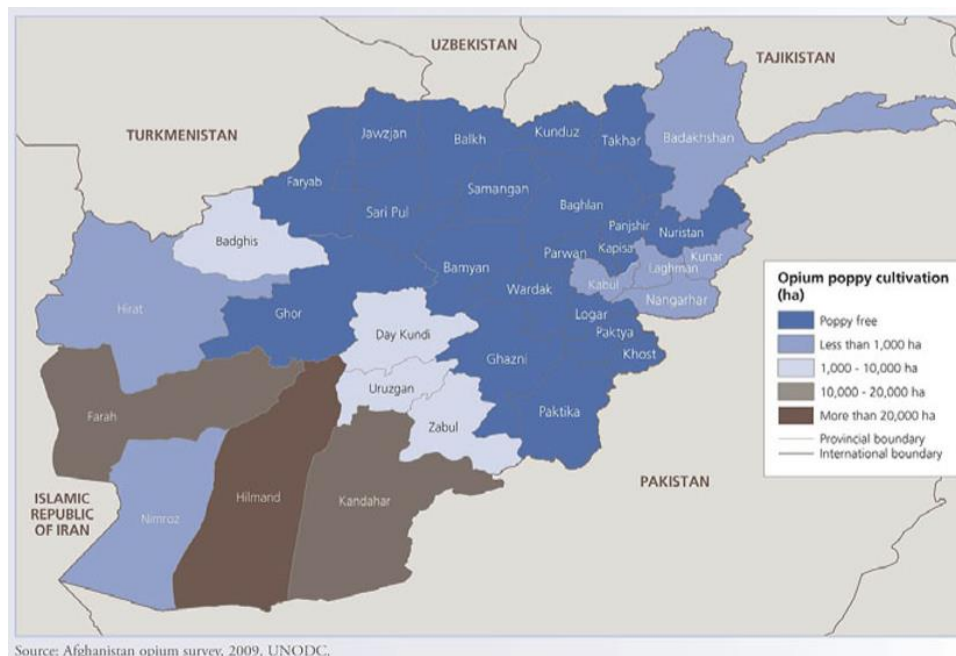 UZBEKISTAN
TAJIKISTAN
TURKMENISTAN
Jawzjan
Balkh
Kunduz
Takhar
Badakhshan
Faryab
Samangan
Baghlan
Sari Pul
Panjshir
Nuristan
Badghis
Kapisa
Kunar
Parwan
Laghman
Bamyan
Kabul
Hirat
Wardak
Nangarhar
Ghor
Logar
Day Kundi
Paktya
Ghazni
Khost
Uruzgan
Farah
Zabul
Paktika
Hilmand
Kandahar
Nimroz
ISLAMIC
REPUBLIC
OF IRAN
PAKISTAN
Opium poppy cultivation
(ha)
Poppy free
Less than 1,000 ha
1,000 - 10,000 ha
10,000 - 20,000 ha
More than 20,000 ha
Provincial boundary
International boundary
Source: Afghanistan opium survey, 2009, UNODC.